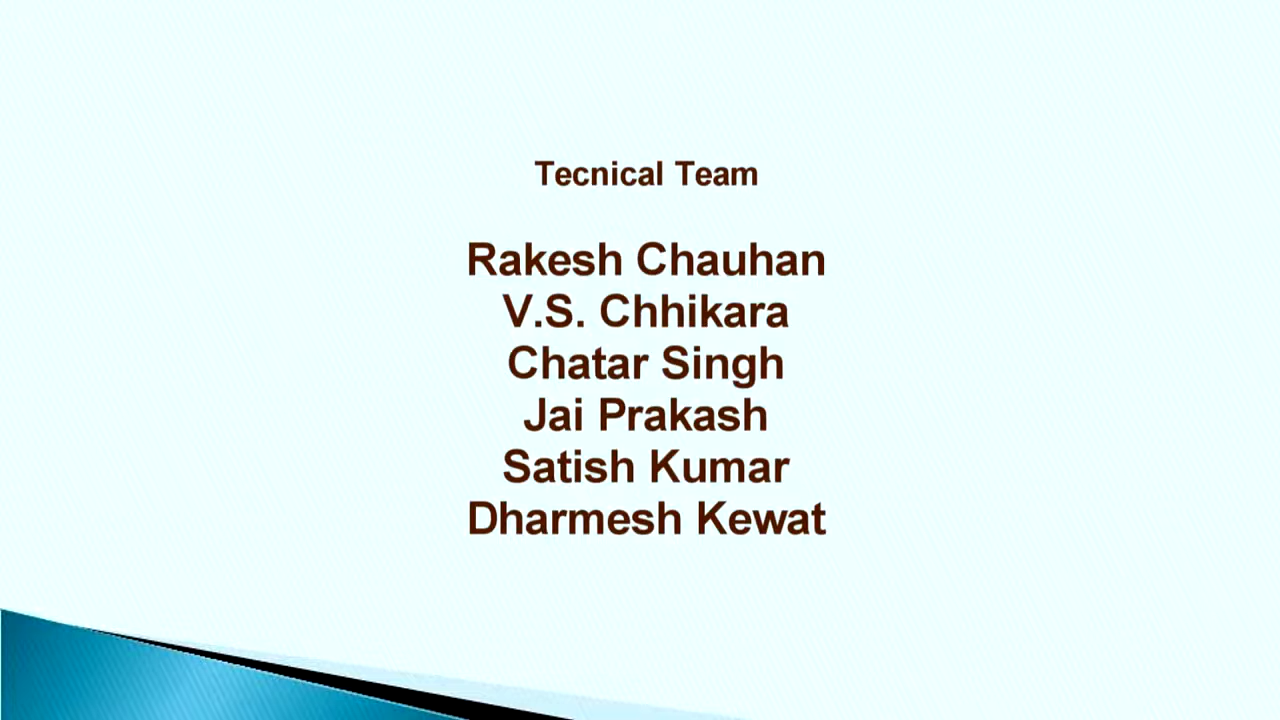 Tecnical Team
Rakesh Chauhan
V.S. Chhikara
Chatar Singh
Jai Prakash
Satish Kumar
Dharmesh Kewat